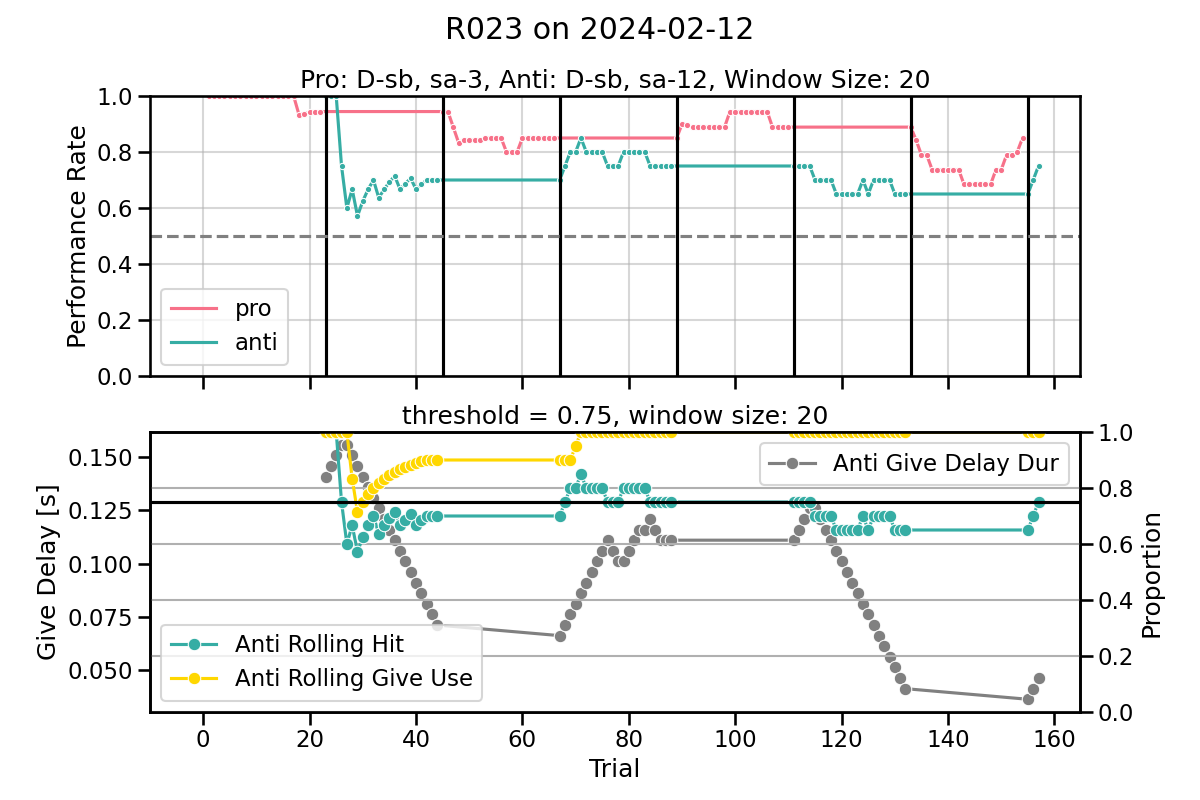 R023 on 2024-02-12
Pro: D-sb, sa-3, Anti: D-sb, sa-12, Window Size: 20
1.0
0.8
0.6
0.4
0.2
0.0
Performance Rate
pro
anti
threshold = 0.75, window size: 20
0.150
0.125
0.100
0.075
0.050
Give Delay [s]
Anti Give Delay Dur
Anti Rolling Hit
Anti Rolling Give Use
1.0
0.8
0.6
0.4
0.2
0.0
Proportion
0 20 40 60 80 100 120 140 160
Trial